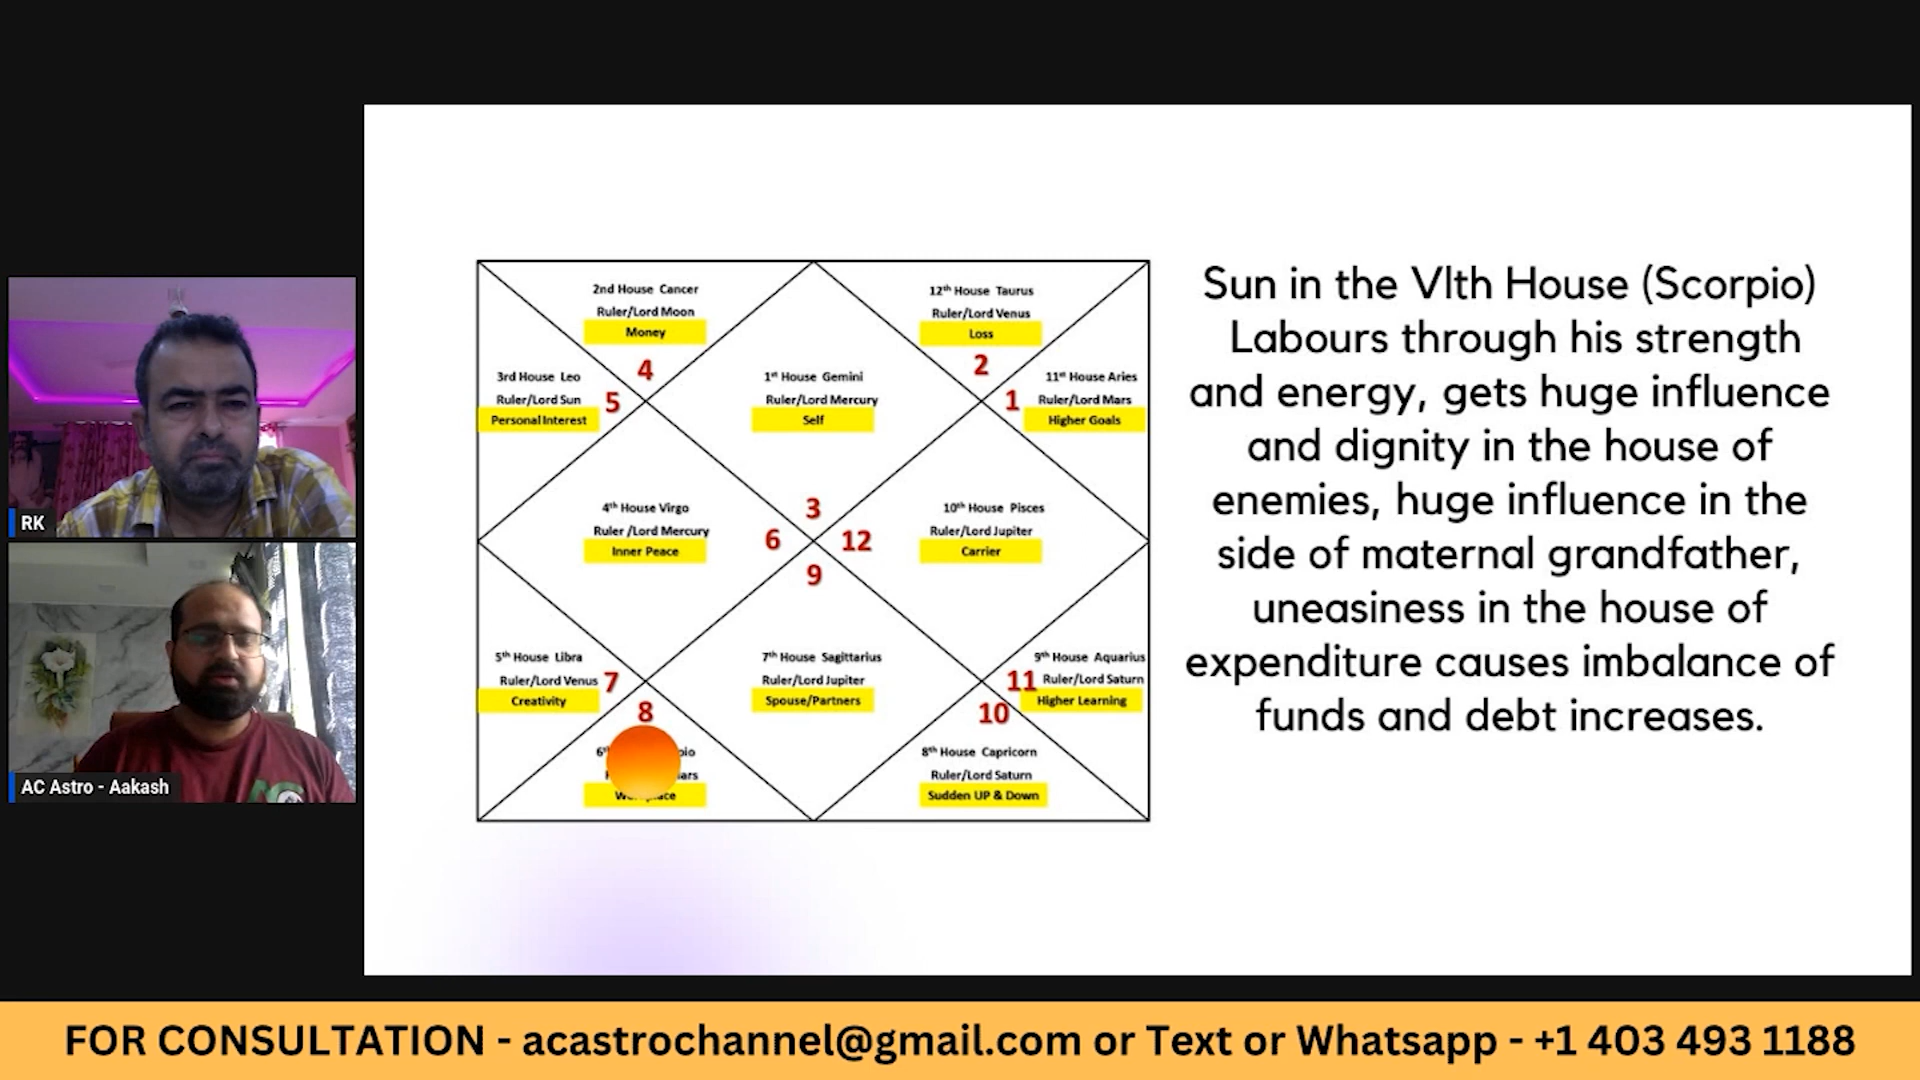 2nd House Cancer
Ruler/Lord Moon
Money
4
12th House Taurus
Ruler/Lord Venus
Loss
2
3rd House Leo
Ruler/Lord Sun
Personal Interest
5
1st House Gemini
Ruler/Lord Mercury
Self
3
11st House Aries
Ruler/Lord Mars
Higher Goals
1
4th House Virgo
Ruler /Lord Mercury
Inner Peace
6
10th House Pisces
Ruler/Lord Jupiter
Carrier
12
9
5th House Libra
Ruler/Lord Venus
Creativity
7
7th House Sagittarius
Ruler/Lord Jupiter
Spouse/Partners
9th House Aquarius
Ruler/Lord Saturn
Higher Learning
11
8
10
8th House Capricorn
Ruler/Lord Saturn
Sudden UP & Down
Sun in the VIth House (Scorpio)
Labours through his strength
and energy, gets huge influence
and dignity in the house of
enemies, huge influence in the
side of maternal grandfather,
uneasiness in the house of
expenditure causes imbalance of
funds and debt increases.
RK
AC Astro - Aakash
FOR CONSULTATION - acastrochannel@gmail.com or Text or Whatsapp - +1 403 493 1188